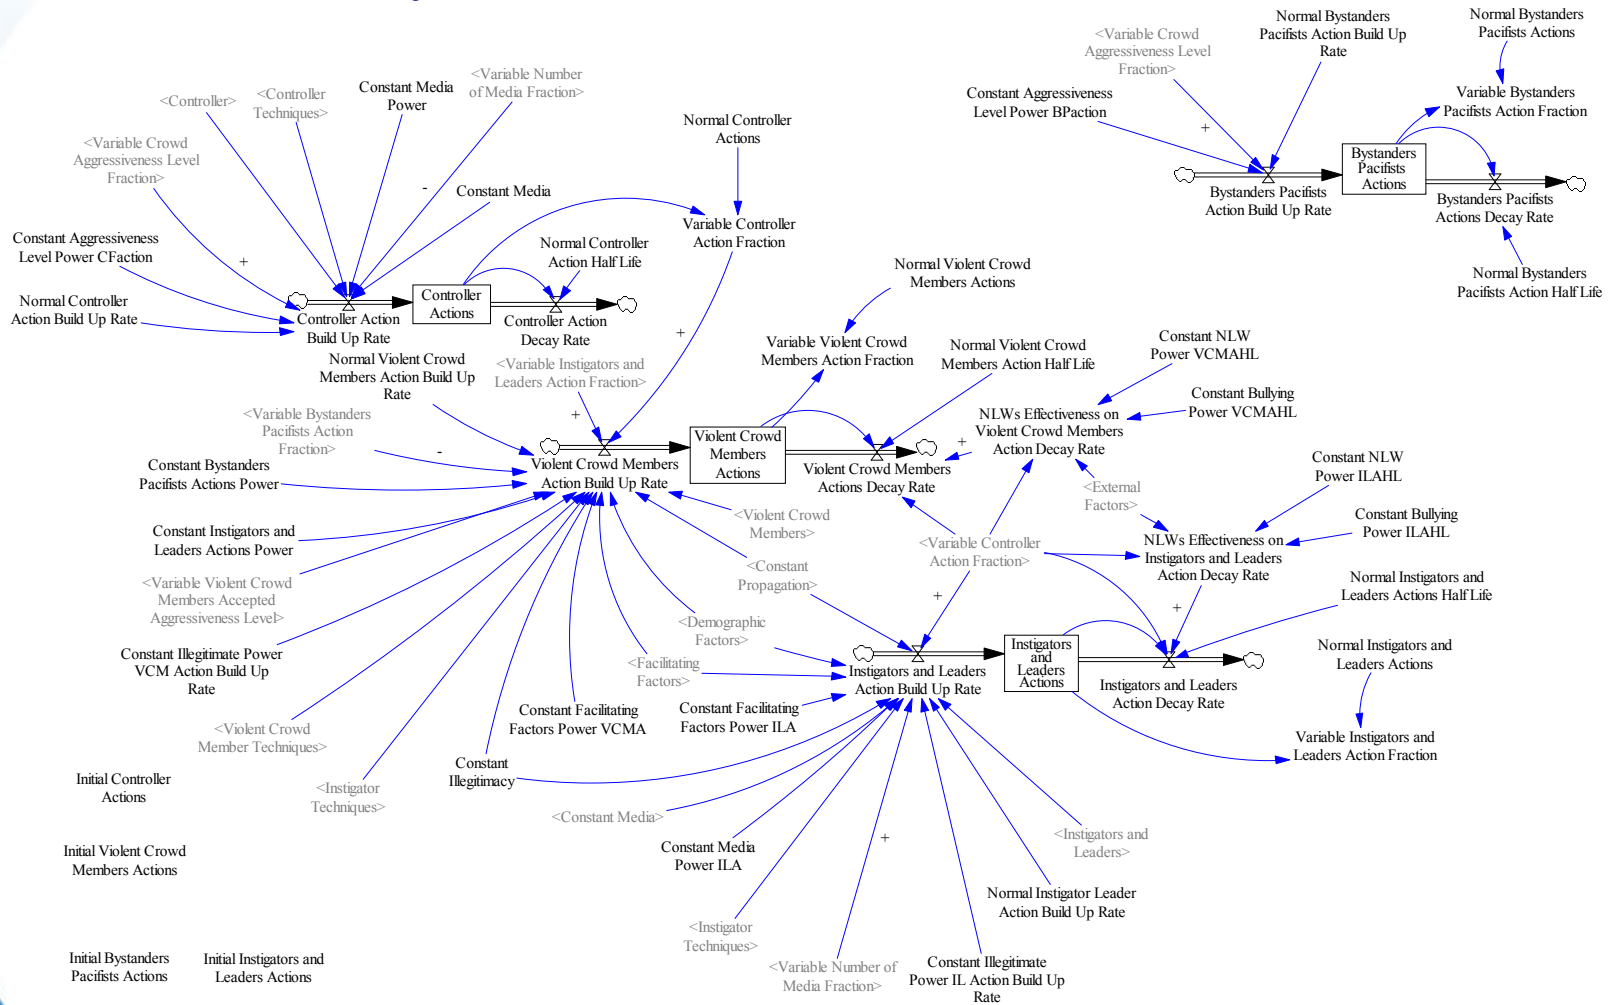 Normal Bystanders
Pacifists Actions
Normal Bystanders
Pacifists Action Build Up
Rate
<Variable Crowd
Aggressiveness Level
Fraction>
Constant Aggressiveness
Level Power BPaction
Variable Bystanders
Pacifists Action Fraction
+
Bystanders
Pacifists
Actions
Bystanders Pacifists
Action Build Up Rate
Bystanders Pacifists
Actions Decay Rate
Normal Bystanders
Pacifists Action Half Life
<Controller>
<Controller
Techniques>
Constant Media
Power
<Variable Number
of Media Fraction>
<Variable Crowd
Aggressiveness Level
Fraction>
-
Constant Media
Normal Controller
Actions
Variable Controller
Action Fraction
Constant Aggressiveness
Level Power CFaction
+
Normal Controller
Action Half Life
Normal Controller
Action Build Up Rate
Controller
Actions
Controller Action
Build Up Rate
Controller Action
Decay Rate
+
Normal Violent Crowd
Members Actions
Variable Violent Crowd
Members Action Fraction
Normal Violent Crowd
Members Action Half Life
Normal Violent Crowd
Members Action Build Up
Rate
<Variable Instigators and
Leaders Action Fraction>
+
<Variable Bystanders
Pacifists Action
Fraction>
-
Constant Bystanders
Pacifists Actions Power
Violent Crowd
Members
Actions
Violent Crowd Members
Action Build Up Rate
Violent Crowd Members
Actions Decay Rate
+
Constant NLW
Power VCMAHL
Constant Bullying
Power VCMAHL
NLWs Effectiveness on
Violent Crowd Members
Action Decay Rate
<External
Factors>
Constant NLW
Power ILAHL
Constant Bullying
Power ILAHL
NLWs Effectiveness on
Instigators and Leaders
Action Decay Rate
Constant Instigators and
Leaders Actions Power
<Violent Crowd
Members>
<Variable Controller
Action Fraction>
<Constant
Propagation>
<Variable Violent Crowd
Members Accepted
Aggressiveness Level>
+
+
Normal Instigators and
Leaders Actions Half Life
<Demographic
Factors>
<Facilitating
Factors>
Constant Illegitimate Power
VCM Action Build Up
Rate
Instigators
and
Leaders
Actions
Instigators and Leaders
Action Build Up Rate
Instigators and Leaders
Action Decay Rate
Normal Instigators and
Leaders Actions
Variable Instigators and
Leaders Action Fraction
<Violent Crowd
Member Techniques>
Constant Facilitating
Factors Power VCMA
Constant Facilitating
Factors Power ILA
Constant
Illegitimacy
<Instigator
Techniques>
<Constant Media>
Constant Media
Power ILA
+
<Instigators and
Leaders>
Normal Instigator Leader
Action Build Up Rate
<Instigator
Techniques>
<Variable Number of
Media Fraction>
Constant Illegitimate
Power IL Action Build Up
Rate
Initial Controller
Actions
Initial Violent Crowd
Members Actions
Initial Bystanders
Pacifists Actions
Initial Instigators and
Leaders Actions